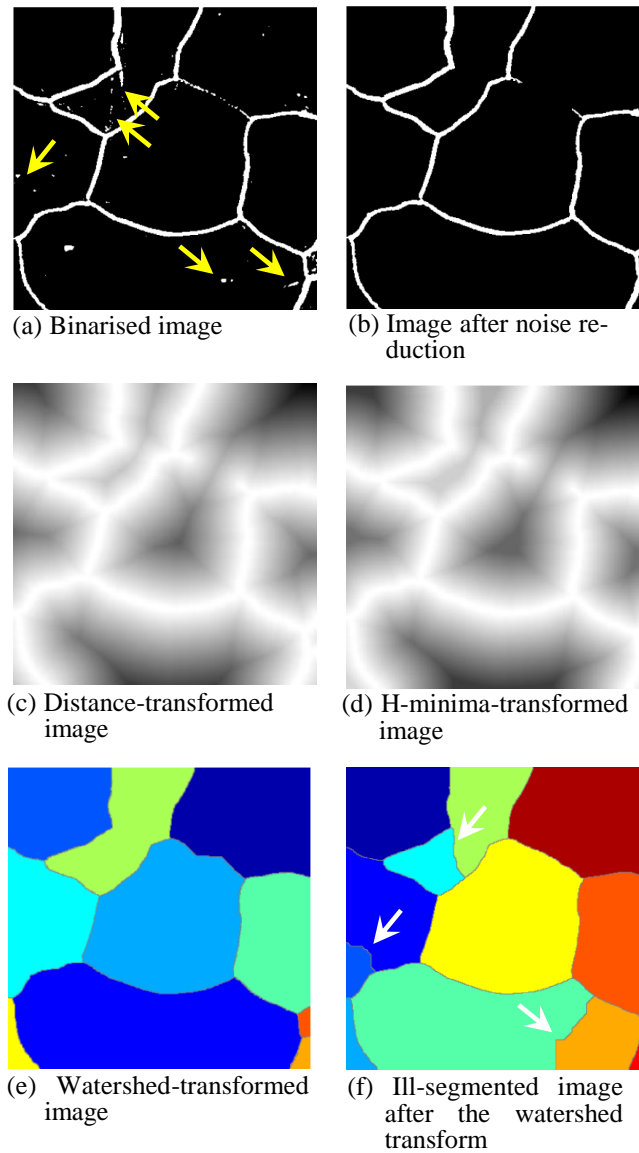 (a) Binarised image
(b) Image after noise re-
duction
(c) Distance-transformed
image
(d) H-minima-transformed
image
(e) Watershed-transformed
image
(f) Ill-segmented image
after the watershed
transform